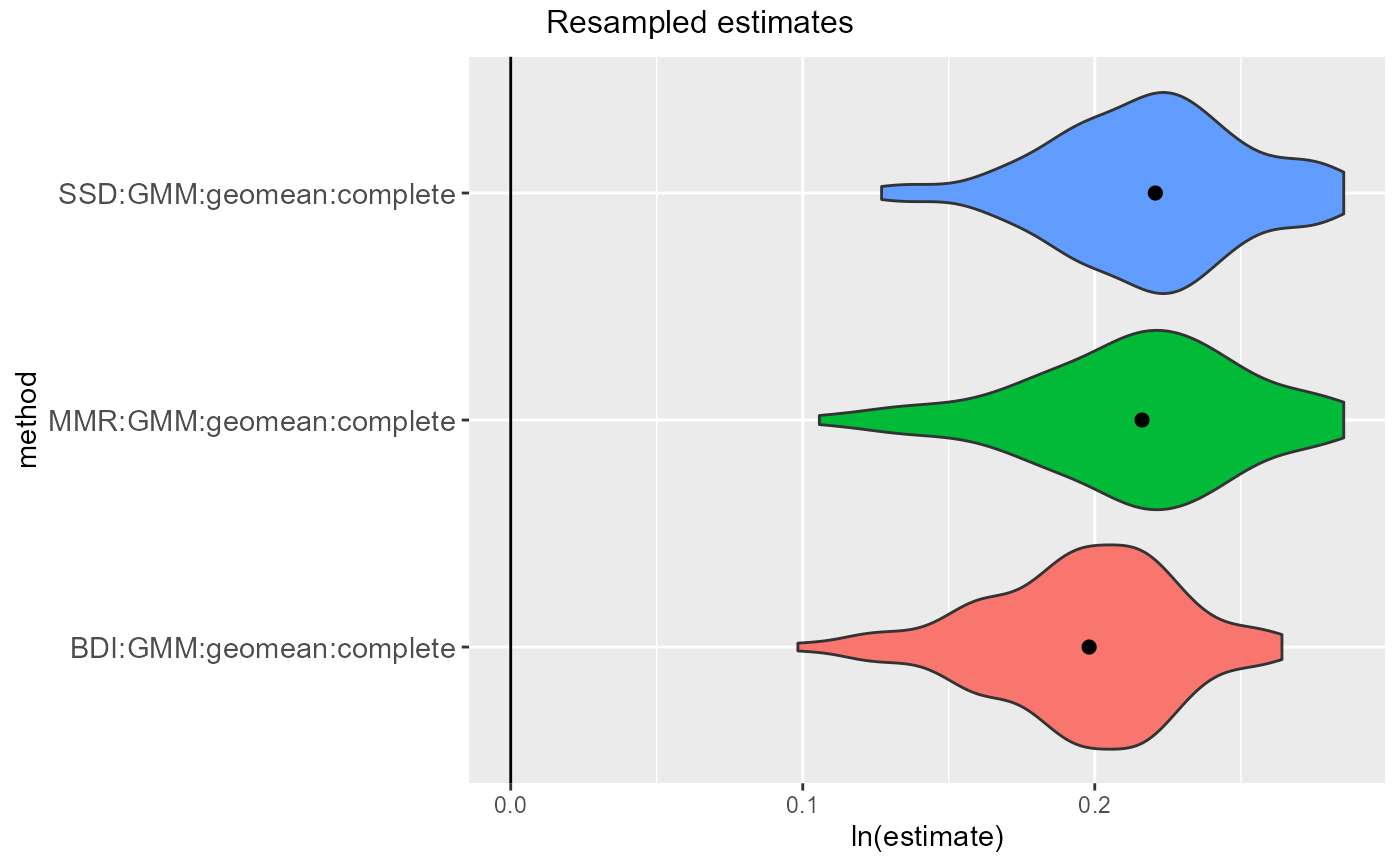 Resampled estimates
SSD:GMM:geomean:complete
MMR:GMM:geomean:complete
BDI:GMM:geomean:complete
method
0.0 0.1 0.2
ln(estimate)